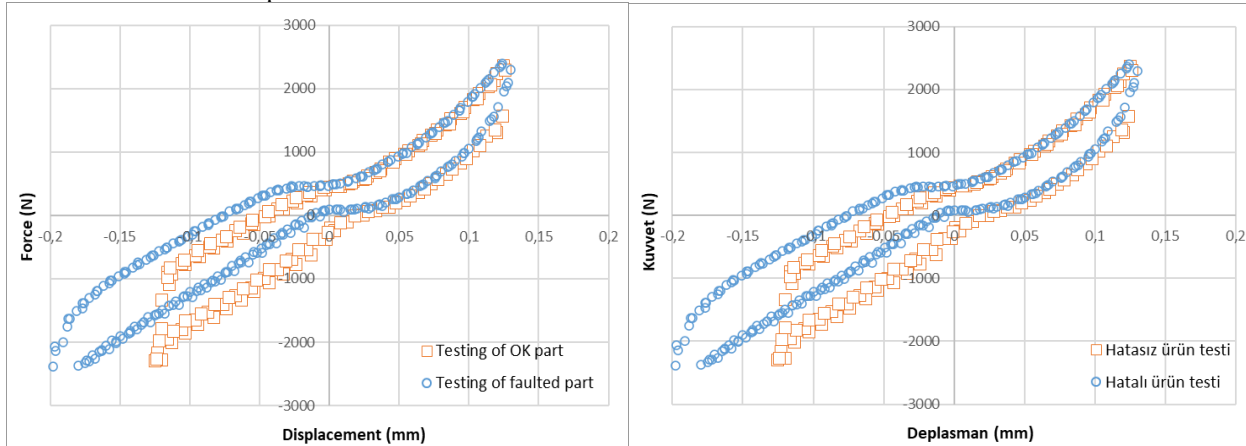 3000
2000
1000
0
-0,2 -0,15 -0,1 -0,05 0 0,05 0,1 0,15 0,2
-1000
-2000
-3000
Force (N)
Testing of OK part
Testing of faulted part
Displacement (mm)
3000
2000
1000
0
-0,2 -0,15 -0,1 -0,05 0 0,05 0,1 0,15 0,2
-1000
-2000
-3000
Kuvvet (N)
Hatasız ürün testi
Hatalı ürün testi
Deplasman (mm)